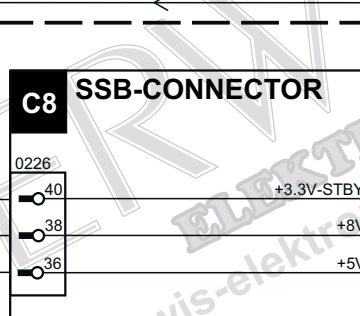 C8 SSB-CONNECTOR
0226
40 +3.3V-STBY
38 +8V
36 +5V